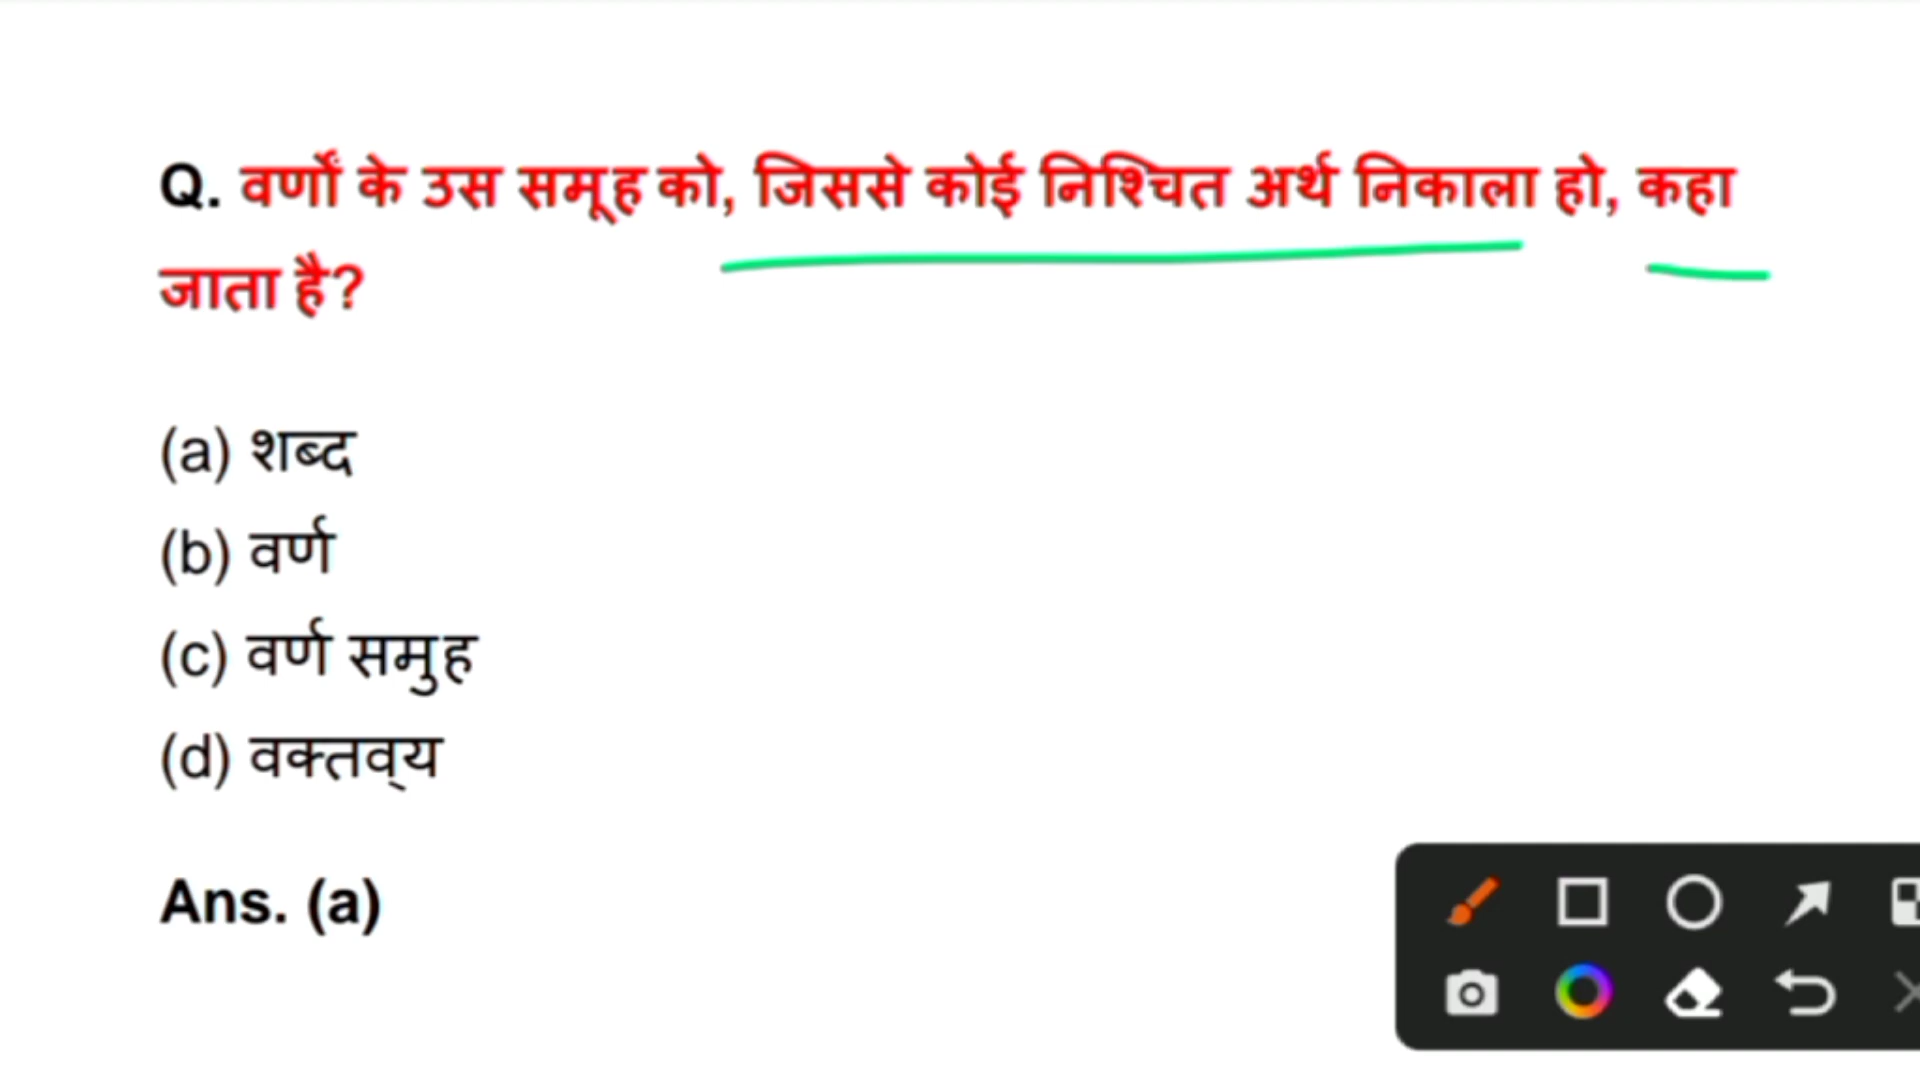 Q. वर्णों के उस समूह को, जिससे कोई निश्चित अर्थ निकाला हो, कहा
जाता है?
(a) शब्द
(b) वर्ण
(c) वर्ण समुह
(d) वक्तव्य
Ans. (a)